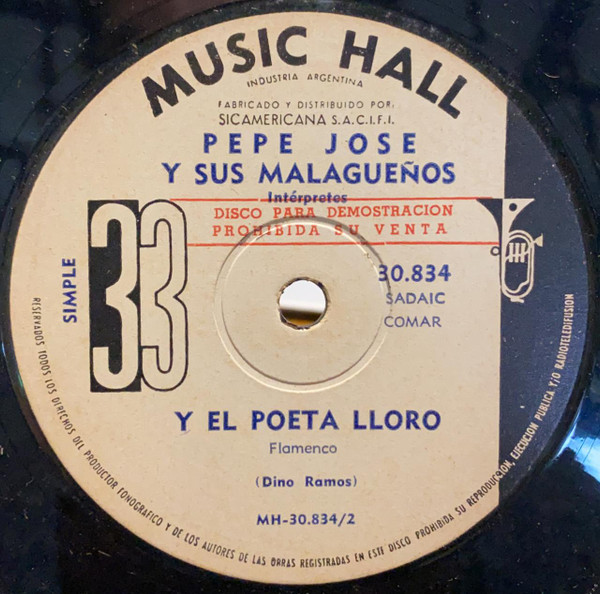 MUSIC HALL
INDUSTRIA ARGENTINA
FABRICADO Y DISTRIBUIDO POR:
SICAMERICANA S.A.C.I.F.I.
PEPE JOSE
Y SUS MALAGUEÑOS
Intérpretes
DISCO PARA DEMOSTRACION
PROHIBIDA SU VENTA
SIMPLE
33
30.834
SADAIC
COMAR
Y EL POETA LLORO
Flamenco
(Dino Ramos)
MH-30.834/2
RESERVADOS TODOS LOS DERECHOS DEL PRODUCTOR FONOGRAFICO Y DE LOS AUTORES DE LAS OBRAS REGISTRADAS EN ESTE DISCO PROHIBIDA SU REPRODUCCION, EJECUCION PUBLICA Y/O RADIOTELEDIFUSION